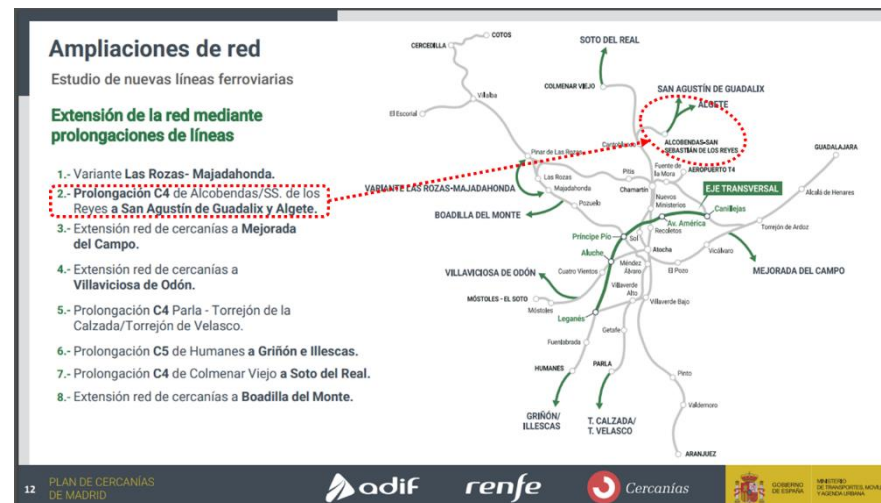 Ampliaciones de red
Estudio de nuevas líneas ferroviarias
Extensión de la red mediante
prolongaciones de líneas
1.- Variante Las Rozas- Majadahonda.
2.- Prolongación C4 de Alcobendas/SS. de los
Reyes a San Agustín de Guadalix y Algete.
3.- Extensión red de cercanías a Mejorada
del Campo.
4.- Extensión red de cercanías a
Villaviciosa de Odón.
5.- Prolongación C4 Parla - Torrejón de la
Calzada/Torrejón de Velasco.
6.- Prolongación C5 de Humanes a Griñón e Illescas.
7.- Prolongación C4 de Colmenar Viejo a Soto del Real.
8.- Extensión red de cercanías a Boadilla del Monte.
COTOS
CERCEDILLA
SOTO DEL REAL
COLMENAR VIEJO
SAN AGUSTÍN DE GUADALIX
ALGETE
Villalba
El Escorial
ALCOBENDAS-SAN
SEBASTIÁN DE LOS REYES
GUADALAJARA
Pinar de Las Rozas
Cantoblanco
Fuente de
la Mora
AEROPUERTO T4
Las Rozas
Pitis
Chamartín
VARIANTE LAS ROZAS-MAJADAHONDA
Majadahonda
EJE TRANSVERSAL
Alcalá de Henares
Pozuelo
Nuevos
Ministerios
Canillejas
BOADILLA DEL MONTE
Av. América
Príncipe Pío
Sol
Recoletos
Torrejón de Ardoz
Aluche
Atocha
Vicálvaro
VILLAVICIOSA DE ODÓN
Cuatro Vientos
Méndez
Álvaro
El Pozo
MEJORADA DEL CAMPO
Villaverde
Alto
MÓSTOLES - EL SOTO
Móstoles
Villaverde Bajo
Leganés
Getafe
Fuenlabrada
HUMANES
PARLA
Pinto
GRIÑÓN/
ILLESCAS
T. CALZADA/
T. VELASCO
Valdemoro
ARANJUEZ
12
PLAN DE CERCANÍAS
DE MADRID
adif
renfe
Cercanías
GOBIERNO
DE ESPAÑA
MINISTERIO
DE TRANSPORTES, MOVIL
Y AGENDA URBANA